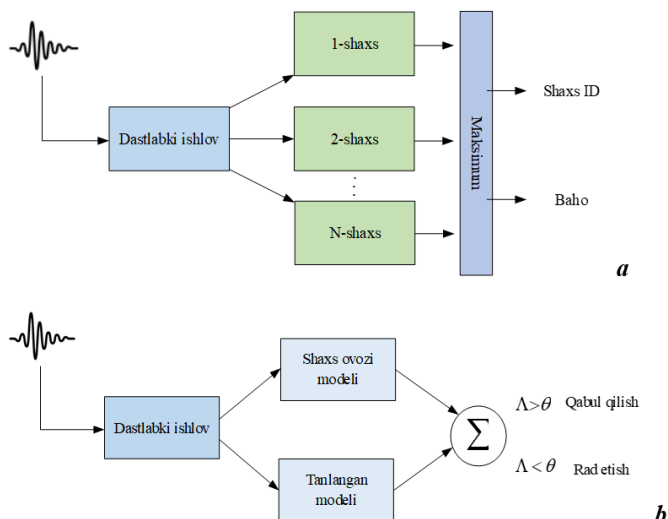 1-shaxs
Dastlabki ishlov
2-shaxs
N-shaxs
Maksimum
Shaxs ID
Baho
a
Shaxs ovozi
modeli
Dastlabki ishlov
Tanlangan
modeli
Σ
Λ>θ Qabul qilish
Λ<θ Rad etish
b